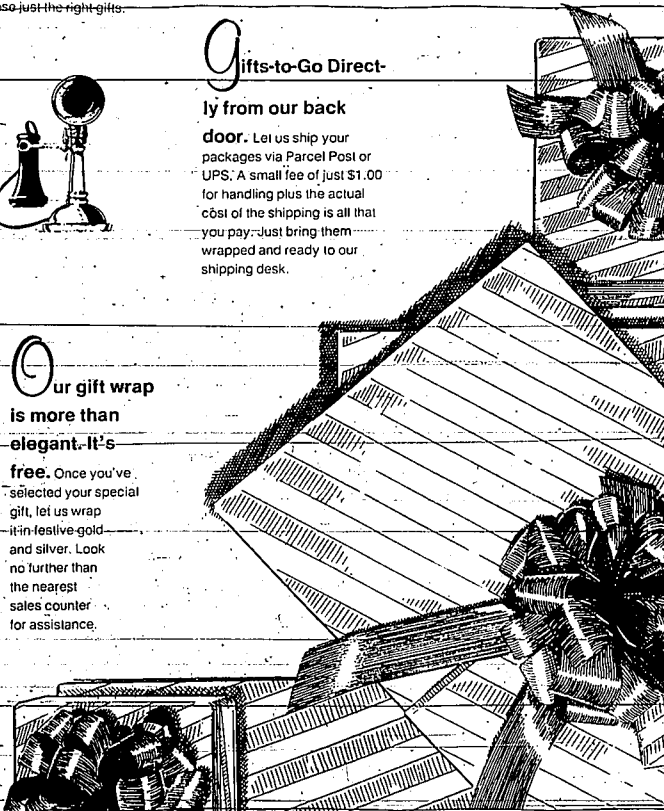 se just the right gifts.
Gifts-to-Go Direct-
ly from our back
door. Let us ship your
packages via Parcel Post or
UPS. A small fee of just $1.00
for handling plus the actual
cost of the shipping is all that
you pay. Just bring them
wrapped and ready to our
shipping desk.
Our gift wrap
is more than
elegant. It's
free. Once you've
selected your special
gift, let us wrap
it in festive gold
and silver. Look
no further than
the nearest
sales counter
for assistance.